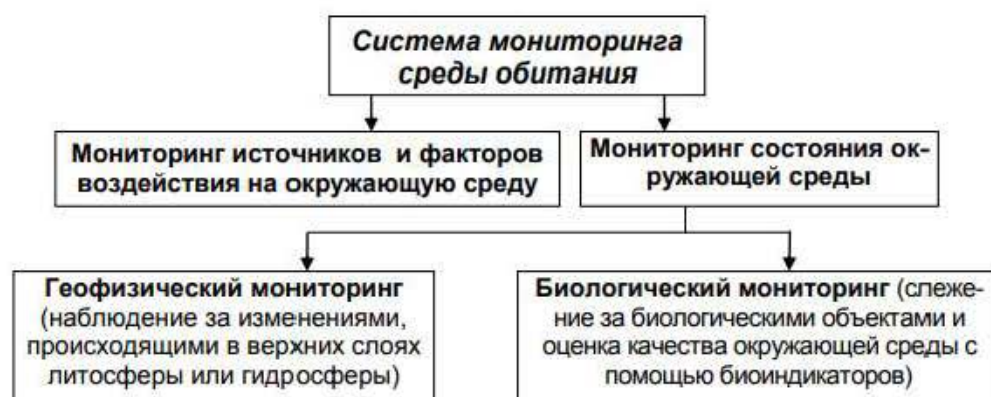 Система мониторинга
среды обитания
Мониторинг источников и факторов
воздействия на окружающую среду
Мониторинг состояния ок-
ружающей среды
Геофизический мониторинг
(наблюдение за изменениями,
происходящими в верхних слоях
литосферы или гидросферы)
Биологический мониторинг (слеже-
ние за биологическими объектами и
оценка качества окружающей среды с
помощью биоиндикаторов)